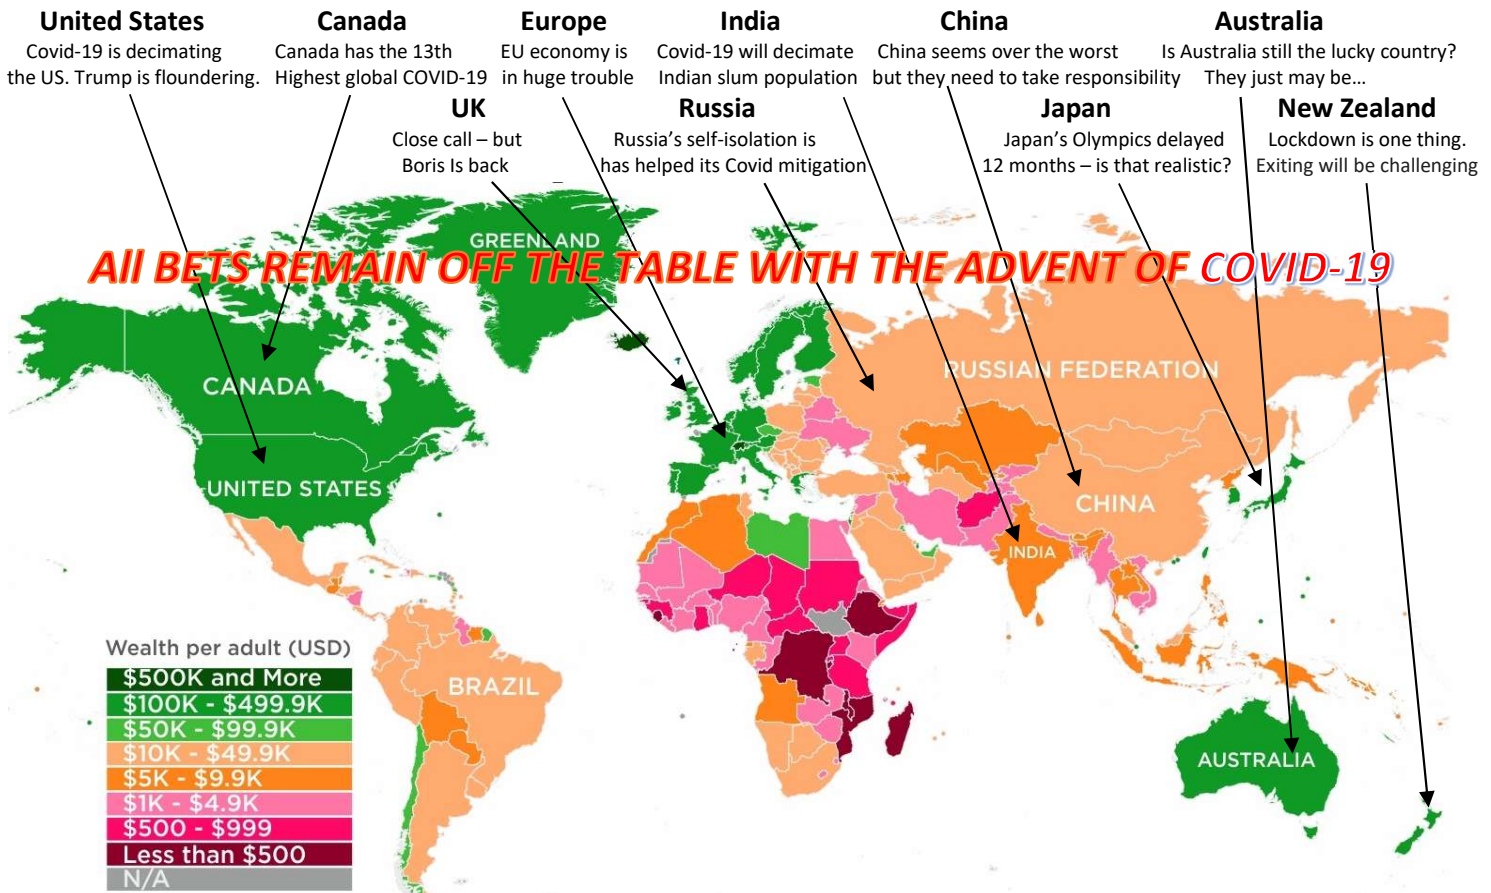 United States
Covid-19 is decimating
the US. Trump is floundering.
Canada
Canada has the 13th
Highest global COVID-19
Europe
EU economy is
in huge trouble
India
Covid-19 will decimate
Indian slum population
China
China seems over the worst
but they need to take responsibility
Australia
Is Australia still the lucky country?
They just may be…
UK
Close call – but
Boris Is back
Russia
Russia's self-isolation is
has helped its Covid mitigation
Japan
Japan's Olympics delayed
12 months – is that realistic?
New Zealand
Lockdown is one thing.
Exiting will be challenging
GREENLAND
All BETS REMAIN OFF THE TABLE WITH THE ADVENT OF COVID-19
CANADA
RUSSIAN FEDERATION
UNITED STATES
CHINA
INDIA
BRAZIL
AUSTRALIA
Wealth per adult (USD)
$500K and More
$100K - $499.9K
$50K - $99.9K
$10K - $49.9K
$5K - $9.9K
$1K - $4.9K
$500 - $999
Less than $500
N/A